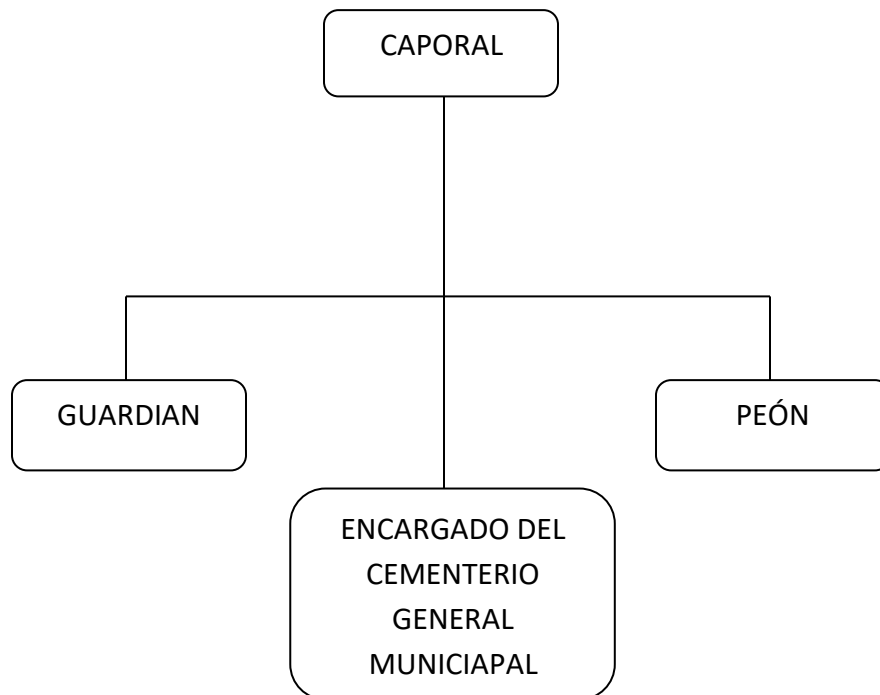 CAPORAL
GUARDIAN
PEÓN
ENCARGADO DEL
CEMENTERIO
GENERAL
MUNICIAPAL